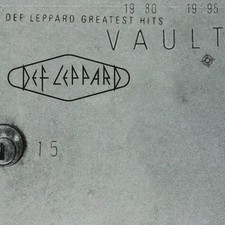 19 80 - 19 95
DEF LEPPARD GREATEST HITS
VAULT
DEF LEPPARD
15